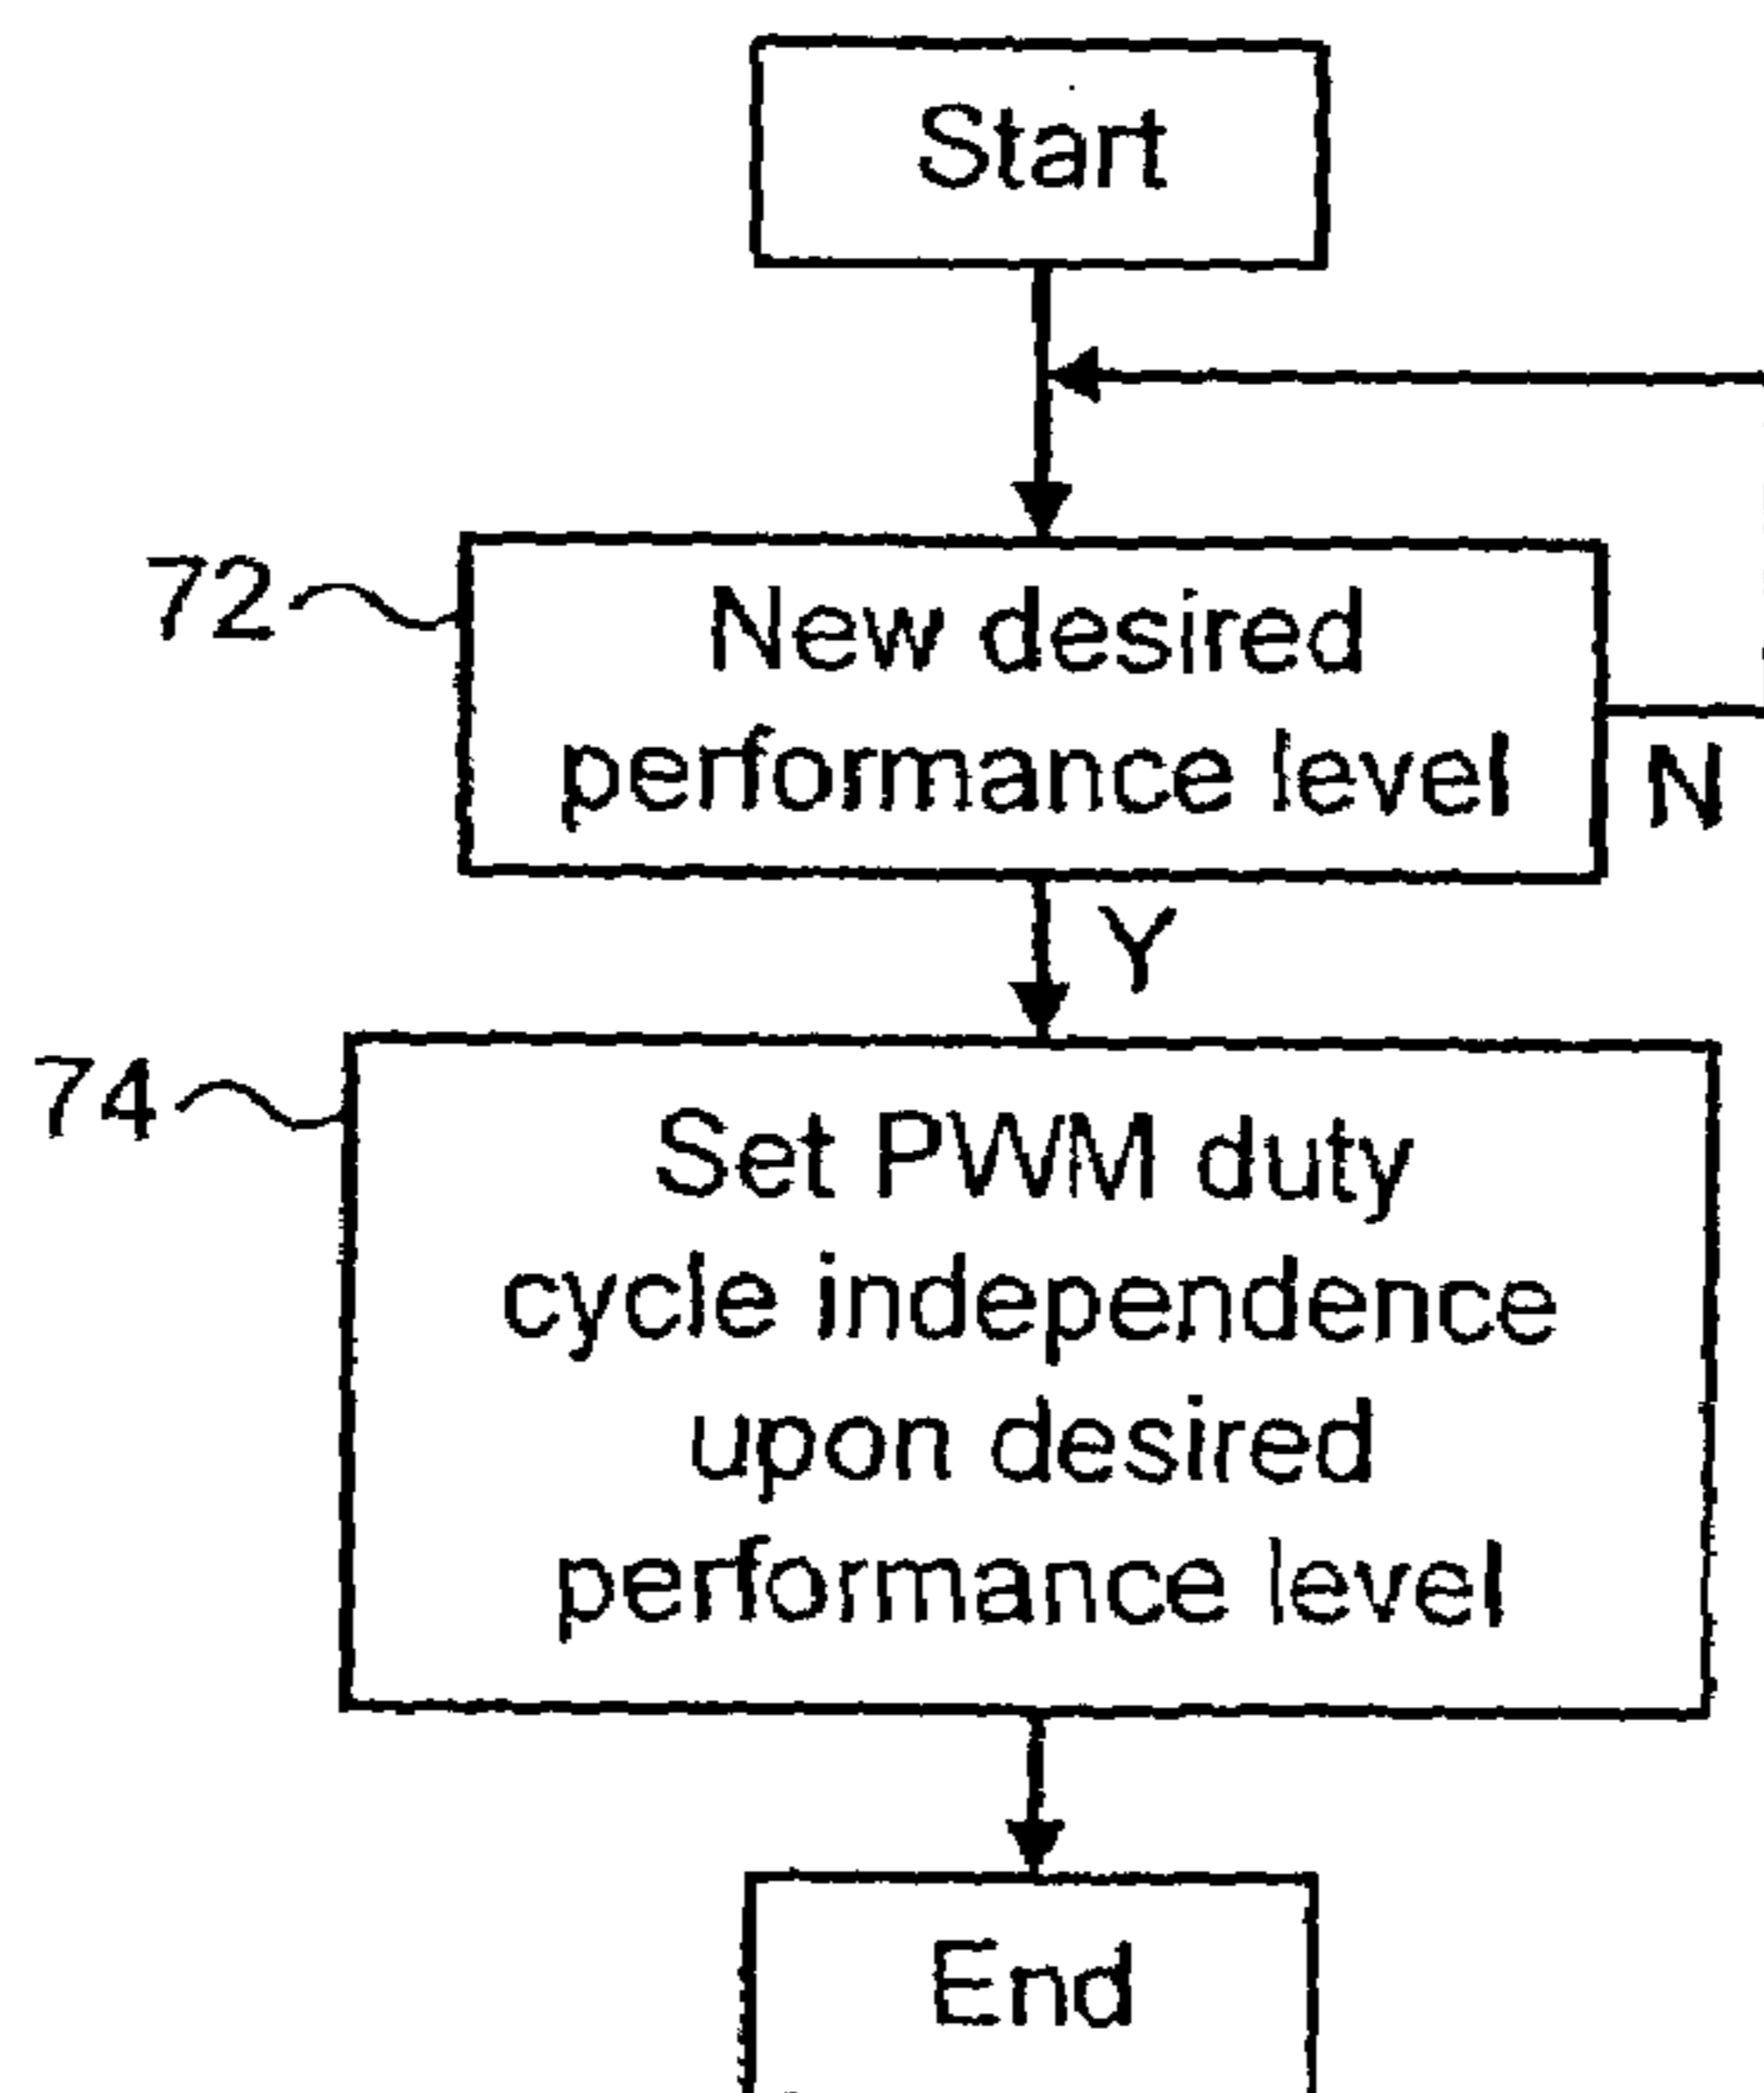 Start
72
New desired
performance level
N
Y
74
Set PWM duty
cycle independence
upon desired
performance level
End